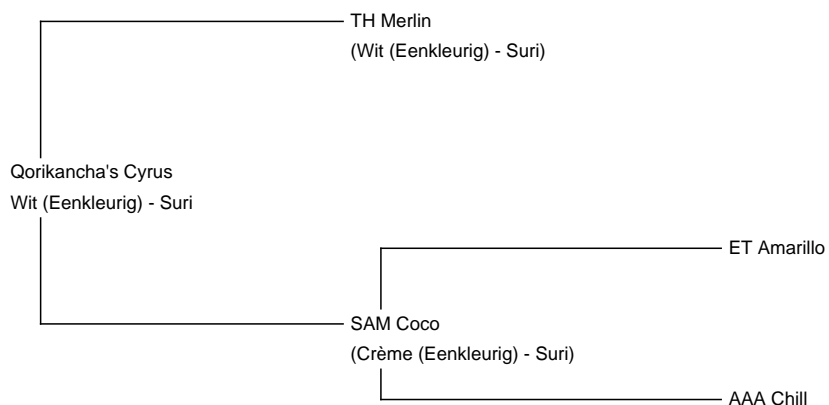 TH Merlin
(Wit (Eenkleurig) - Suri)
Qorikancha's Cyrus
Wit (Eenkleurig) - Suri
ET Amarillo
SAM Coco
(Crème (Eenkleurig) - Suri)
AAA Chill